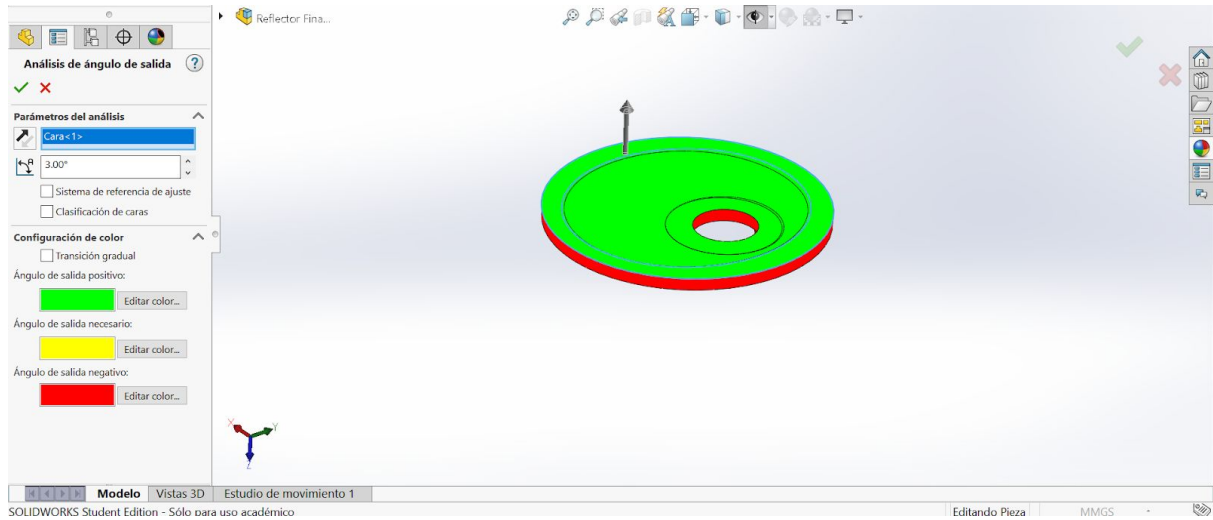 Reflector Fina...
Análisis de ángulo de salida
?
Parámetros del análisis
Cara<1>
3.00°
Sistema de referencia de ajuste
Clasificación de caras
Configuración de color
Transición gradual
Ángulo de salida positivo:
Editar color...
Ángulo de salida necesario:
Editar color...
Ángulo de salida negativo:
Editar color...
X Y
Z
Modelo Vistas 3D Estudio de movimiento 1
SOLIDWORKS Student Edition - Sólo para uso académico Editando Pieza MMGS -